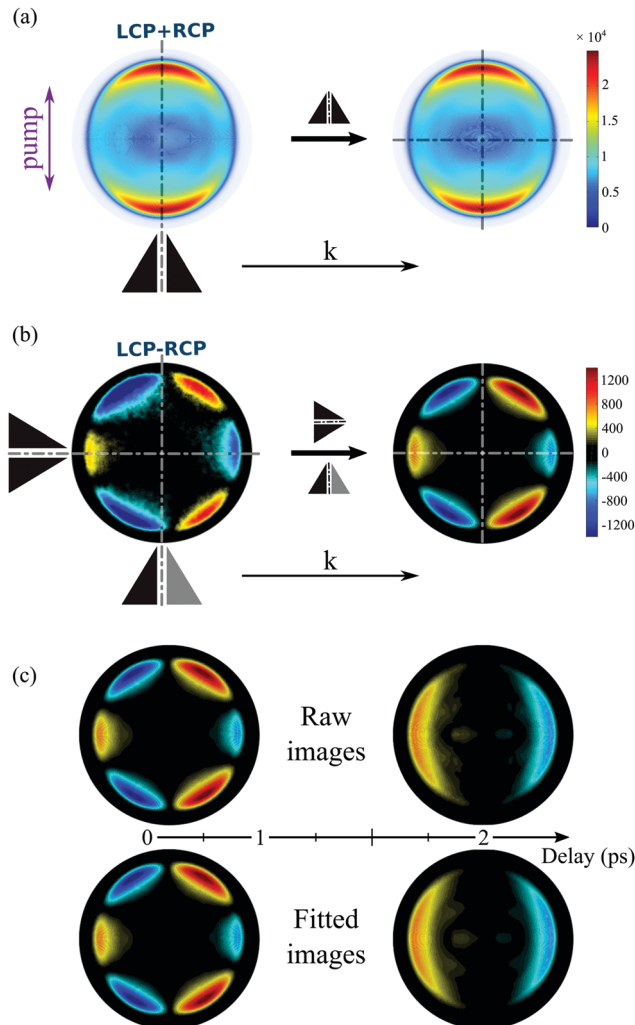 (a)
LCP+RCP
pump
× 10⁴
2
1.5
1
0.5
0
k
(b)
LCP-RCP
1200
800
400
0
-400
-800
-1200
k
(c)
Raw
images
0
1
2
Delay (ps)
Fitted
images